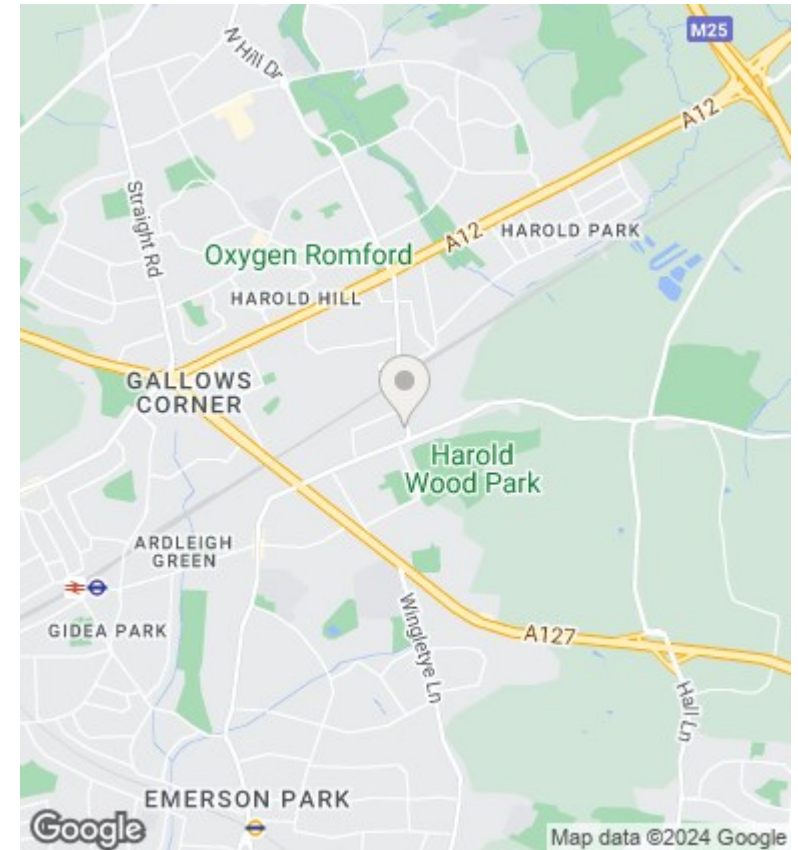 N Hill Dr
M25
A12
Straight Rd
Oxygen Romford
A12
HAROLD PARK
HAROLD HILL
GALLOWS
CORNER
Harold
Wood Park
ARDLEIGH
GREEN
GIDEA PARK
Wingletye Ln
A127
Hall Ln
EMERSON PARK
Google
Map data ©2024 Google